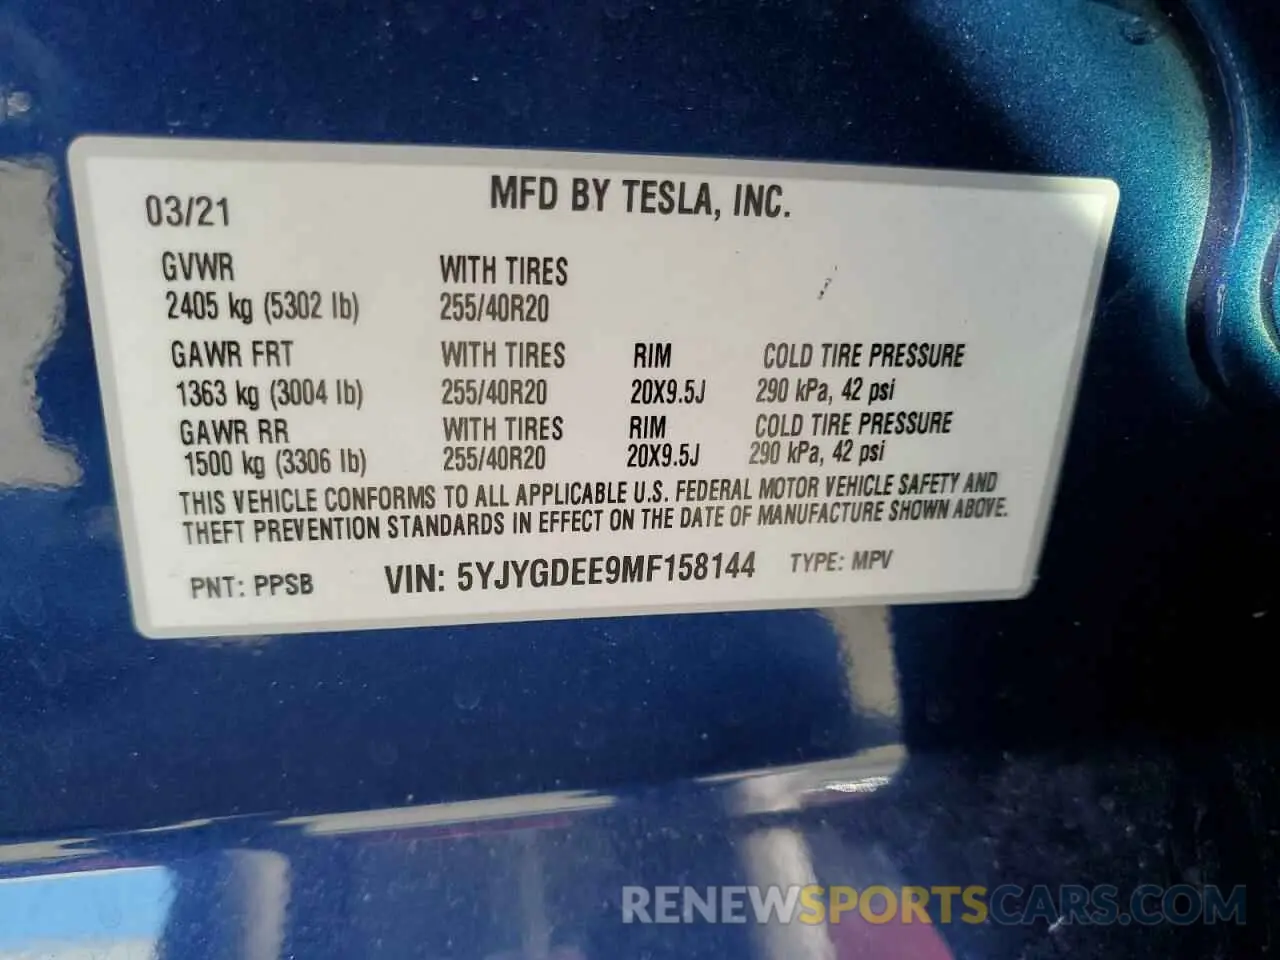 MFD BY TESLA, INC.
03/21
GVWR WITH TIRES
2405 kg (5302 lb) 255/40R20
GAWR FRT WITH TIRES RIM COLD TIRE PRESSURE
1363 kg (3004 lb) 255/40R20 20X9.5J 290 kPa, 42 psi
GAWR RR WITH TIRES RIM COLD TIRE PRESSURE
1500 kg (3306 lb) 255/40R20 20X9.5J 290 kPa, 42 psi
THIS VEHICLE CONFORMS TO ALL APPLICABLE U.S. FEDERAL MOTOR VEHICLE SAFETY AND
THEFT PREVENTION STANDARDS IN EFFECT ON THE DATE OF MANUFACTURE SHOWN ABOVE.
PNT: PPSB VIN: 5YJYGDEE9MF158144 TYPE: MPV
RENEWSPORTSCARS.COM